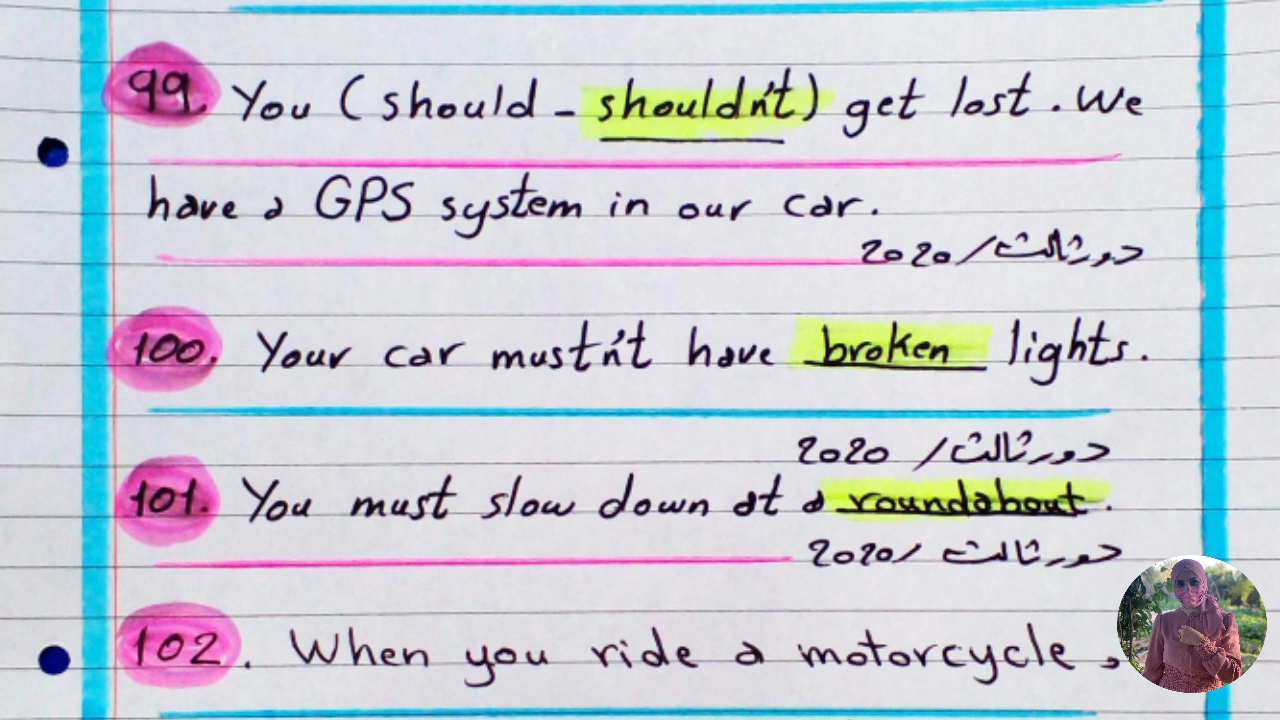 99. You (should - shouldn't) get lost. We
have a GPS system in our car.
دور ثالث / 2020
100. Your car mustn't have broken lights.
دور ثالث / 2020
101. You must slow down at a roundabout.
دور ثالث / 2020
102. When you ride a motorcycle,